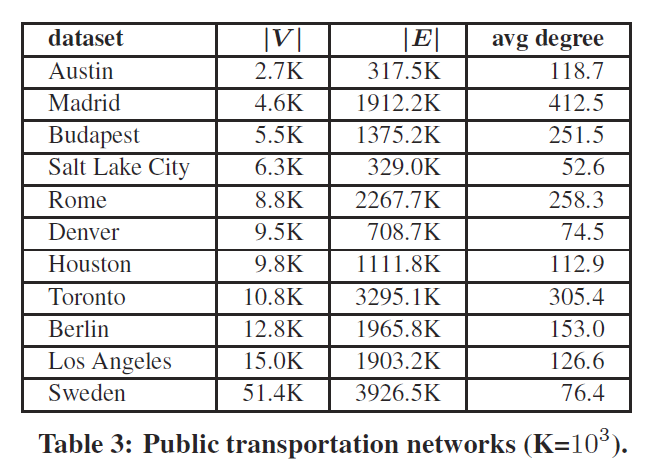 dataset |V| |E| avg degree
Austin 2.7K 317.5K 118.7
Madrid 4.6K 1912.2K 412.5
Budapest 5.5K 1375.2K 251.5
Salt Lake City 6.3K 329.0K 52.6
Rome 8.8K 2267.7K 258.3
Denver 9.5K 708.7K 74.5
Houston 9.8K 1111.8K 112.9
Toronto 10.8K 3295.1K 305.4
Berlin 12.8K 1965.8K 153.0
Los Angeles 15.0K 1903.2K 126.6
Sweden 51.4K 3926.5K 76.4
Table 3: Public transportation networks (K=10³).